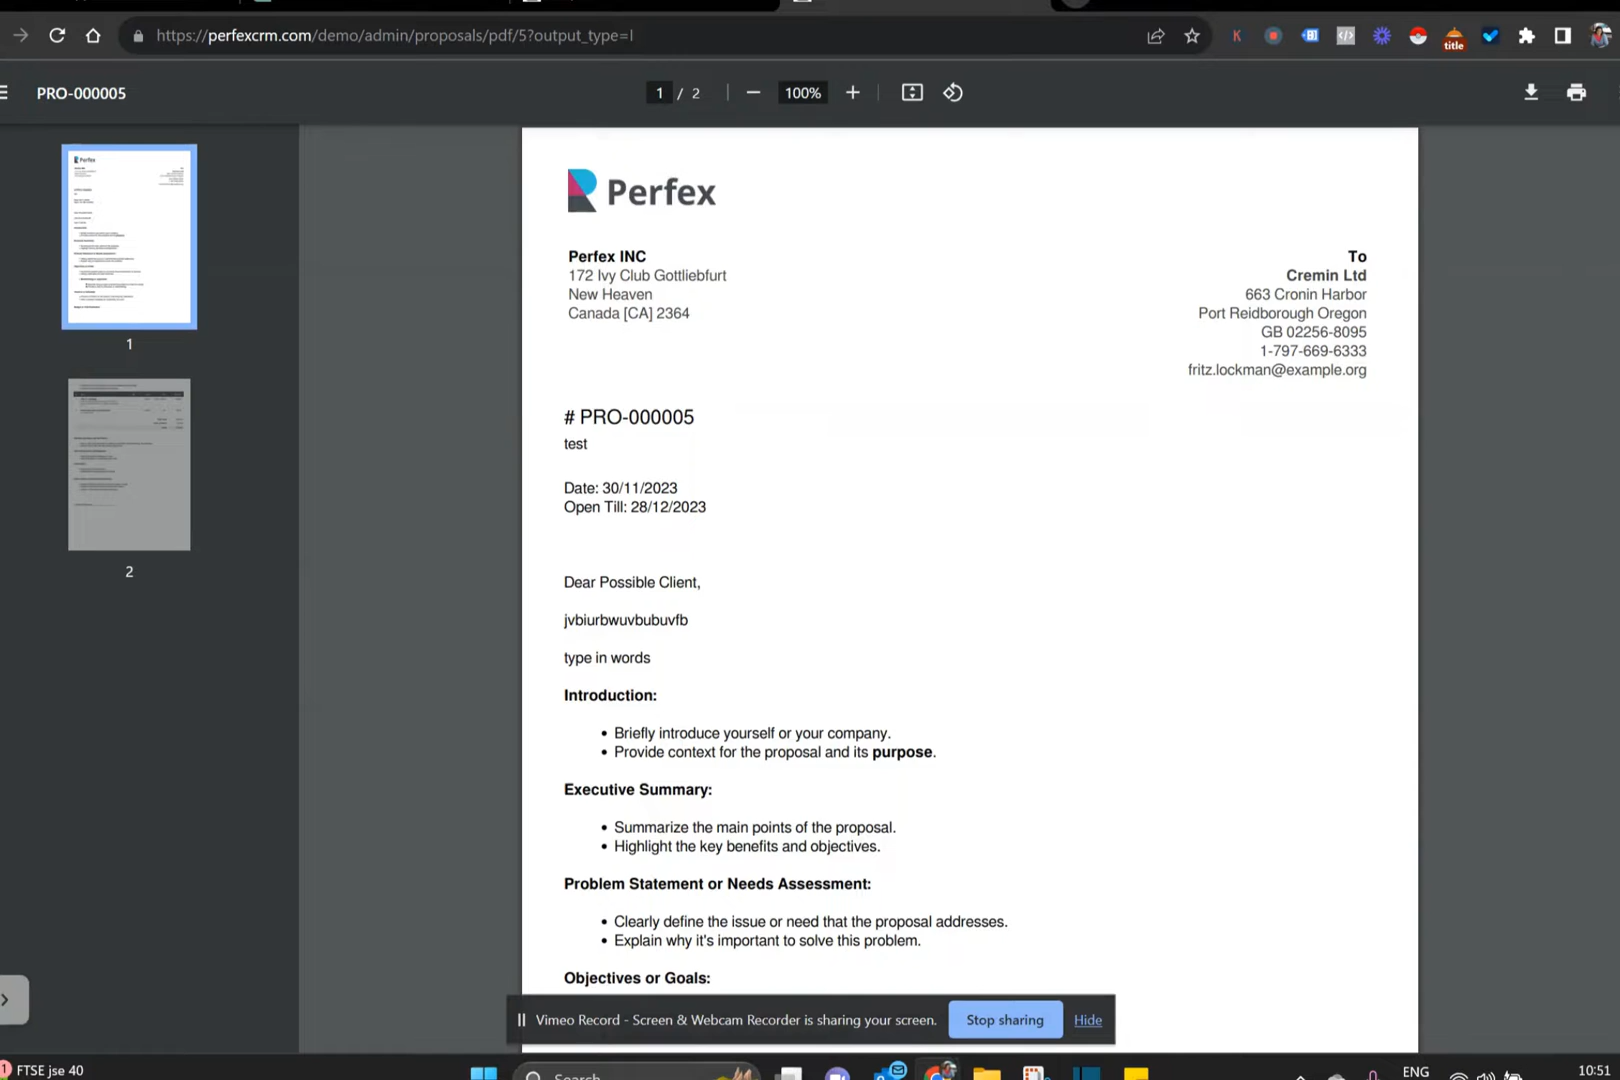 https://perfexcrm.com/demo/admin/proposals/pdf/5?output_type=I
K
title
PRO-000005
1 / 2
100%
1
2
Perfex
Perfex INC
172 Ivy Club Gottliebfurt
New Heaven
Canada [CA] 2364
To
Cremin Ltd
663 Cronin Harbor
Port Reidborough Oregon
GB 02256-8095
1-797-669-6333
fritz.lockman@example.org
# PRO-000005
test
Date: 30/11/2023
Open Till: 28/12/2023
Dear Possible Client,
jvbiurbwuvbubuvfb
type in words
Introduction:
• Briefly introduce yourself or your company.
• Provide context for the proposal and its purpose.
Executive Summary:
• Summarize the main points of the proposal.
• Highlight the key benefits and objectives.
Problem Statement or Needs Assessment:
• Clearly define the issue or need that the proposal addresses.
• Explain why it's important to solve this problem.
Objectives or Goals:
Vimeo Record - Screen & Webcam Recorder is sharing your screen.
Stop sharing
Hide
1
FTSE jse 40
Search
ENG
10:51